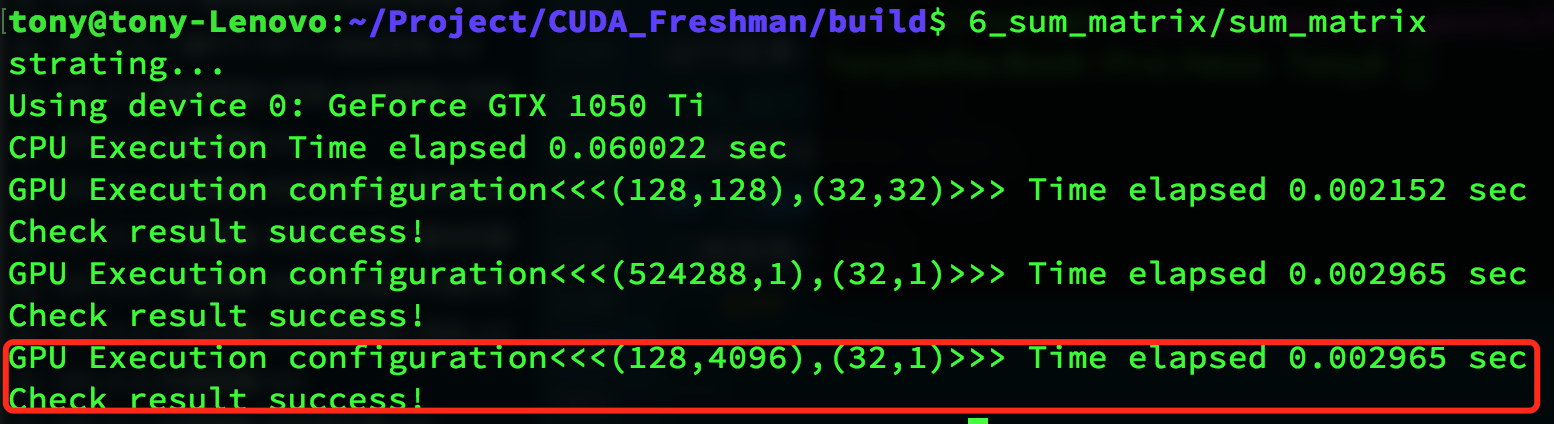 tony@tony-Lenovo:~/Project/CUDA_Freshman/build$ 6_sum_matrix/sum_matrix
strating...
Using device 0: GeForce GTX 1050 Ti
CPU Execution Time elapsed 0.060022 sec
GPU Execution configuration<<<(128,128),(32,32)>>> Time elapsed 0.002152 sec
Check result success!
GPU Execution configuration<<<(524288,1),(32,1)>>> Time elapsed 0.002965 sec
Check result success!
GPU Execution configuration<<<(128,4096),(32,1)>>> Time elapsed 0.002965 sec
Check result success!